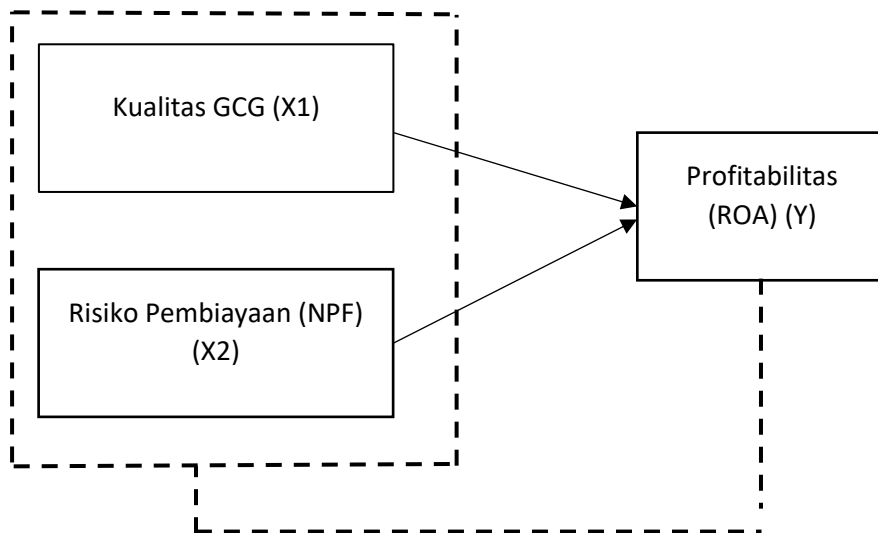 Kualitas GCG (X1)
Profitabilitas
(ROA) (Y)
Risiko Pembiayaan (NPF)
(X2)